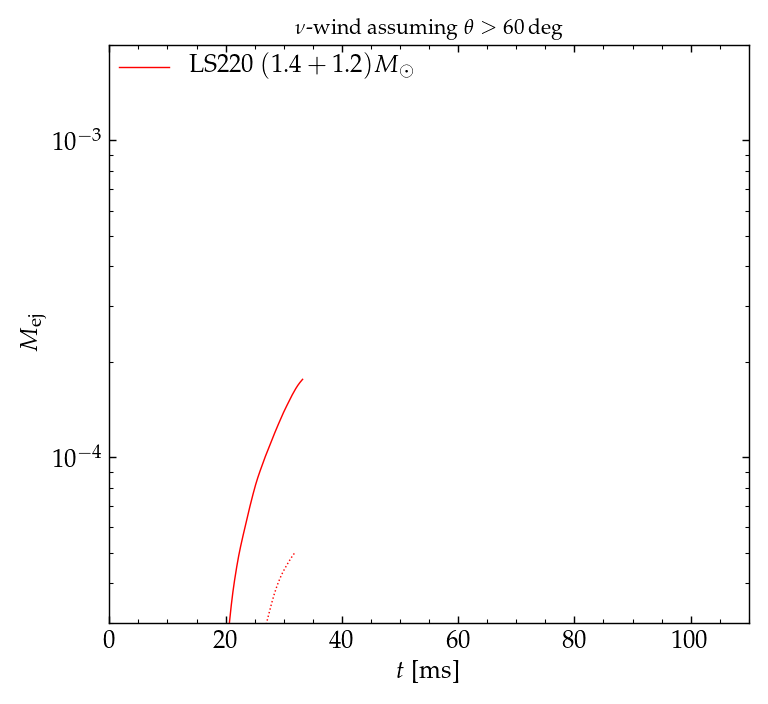 ν-wind assuming θ > 60 deg
LS220 (1.4 + 1.2)M⊙
10⁻³
10⁻⁴
M_ej
0 20 40 60 80 100
t [ms]